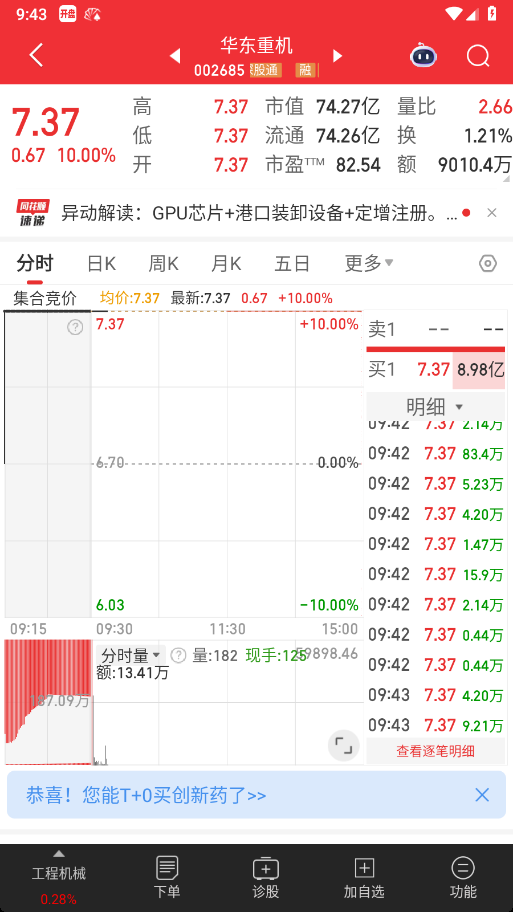 9:43 开盘
华东重机
002685 股通 融
7.37
0.67 10.00%
高 7.37 市值 74.27亿 量比 2.66
低 7.37 流通 74.26亿 换 1.21%
开 7.37 市盈TTM 82.54 额 9010.4万
同花顺 速递 异动解读：GPU芯片+港口装卸设备+定增注册。...
分时 日K 周K 月K 五日 更多
集合竞价 均价:7.37 最新:7.37 0.67 +10.00%
7.37 +10.00%
6.70 0.00%
6.03 -10.00%
09:15 09:30 11:30 15:00
分时量 量:182 现手:125 59898.46
额:13.41万
187.09万
卖1 -- --
买1 7.37 8.98亿
明细
09:42 7.37 2.14万
09:42 7.37 83.4万
09:42 7.37 5.23万
09:42 7.37 4.20万
09:42 7.37 1.47万
09:42 7.37 15.9万
09:42 7.37 2.14万
09:42 7.37 0.44万
09:42 7.37 0.44万
09:43 7.37 4.20万
09:43 7.37 9.21万
查看逐笔明细
恭喜！您能T+0买创新药了>>
工程机械 下单 诊股 加自选 功能
0.28%